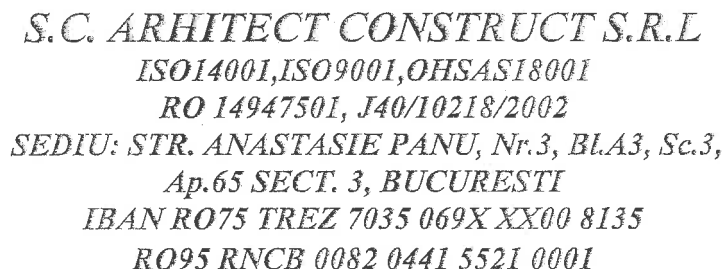 S.C. ARHITECT CONSTRUCT S.R.L
ISO14001,ISO9001,OHSAS18001
RO 14947501, J40/10218/2002
SEDIU: STR. ANASTASIE PANU, Nr.3, Bl.A3, Sc.3,
Ap.65 SECT. 3, BUCURESTI
IBAN RO75 TREZ 7035 069X XX00 8135
RO95 RNCB 0082 0441 5521 0001